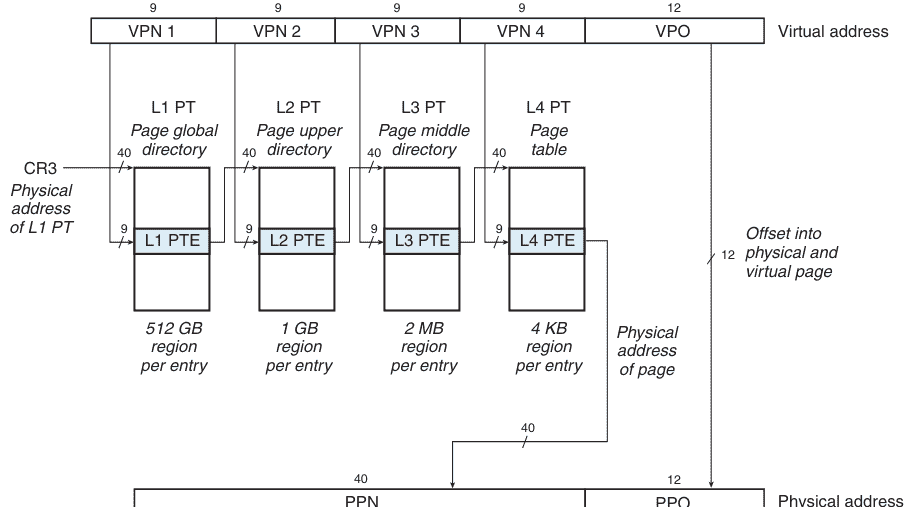 9 9 9 9 12
VPN 1 VPN 2 VPN 3 VPN 4 VPO Virtual address
L1 PT L2 PT L3 PT L4 PT
Page global Page upper Page middle Page
directory directory directory table
40 40 40 40
CR3
Physical
address
of L1 PT
9 9 9 9
L1 PTE L2 PTE L3 PTE L4 PTE
Offset into
12 physical and
virtual page
512 GB 1 GB 2 MB 4 KB
region region region region
per entry per entry per entry per entry
Physical
address
of page
40
40 12
PPN PPO Physical address